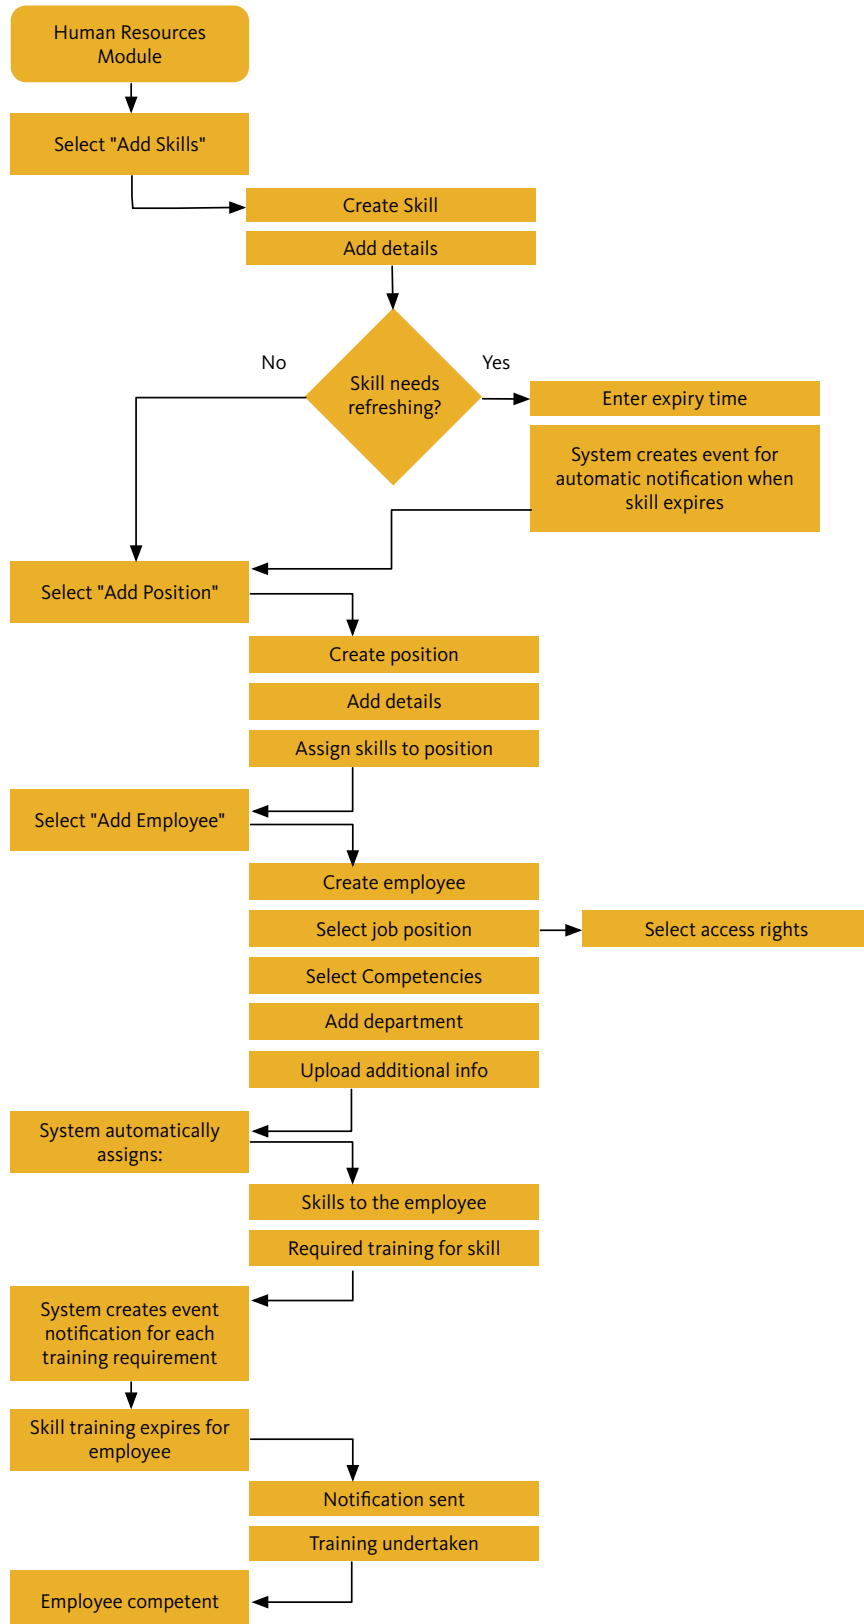 Human Resources
Module
Select "Add Skills"
Create Skill
Add details
No
Yes
Skill needs
refreshing?
Enter expiry time
System creates event for
automatic notification when
skill expires
Select "Add Position"
Create position
Add details
Assign skills to position
Select "Add Employee"
Create employee
Select job position
Select access rights
Select Competencies
Add department
Upload additional info
System automatically
assigns:
Skills to the employee
Required training for skill
System creates event
notification for each
training requirement
Skill training expires for
employee
Notification sent
Training undertaken
Employee competent